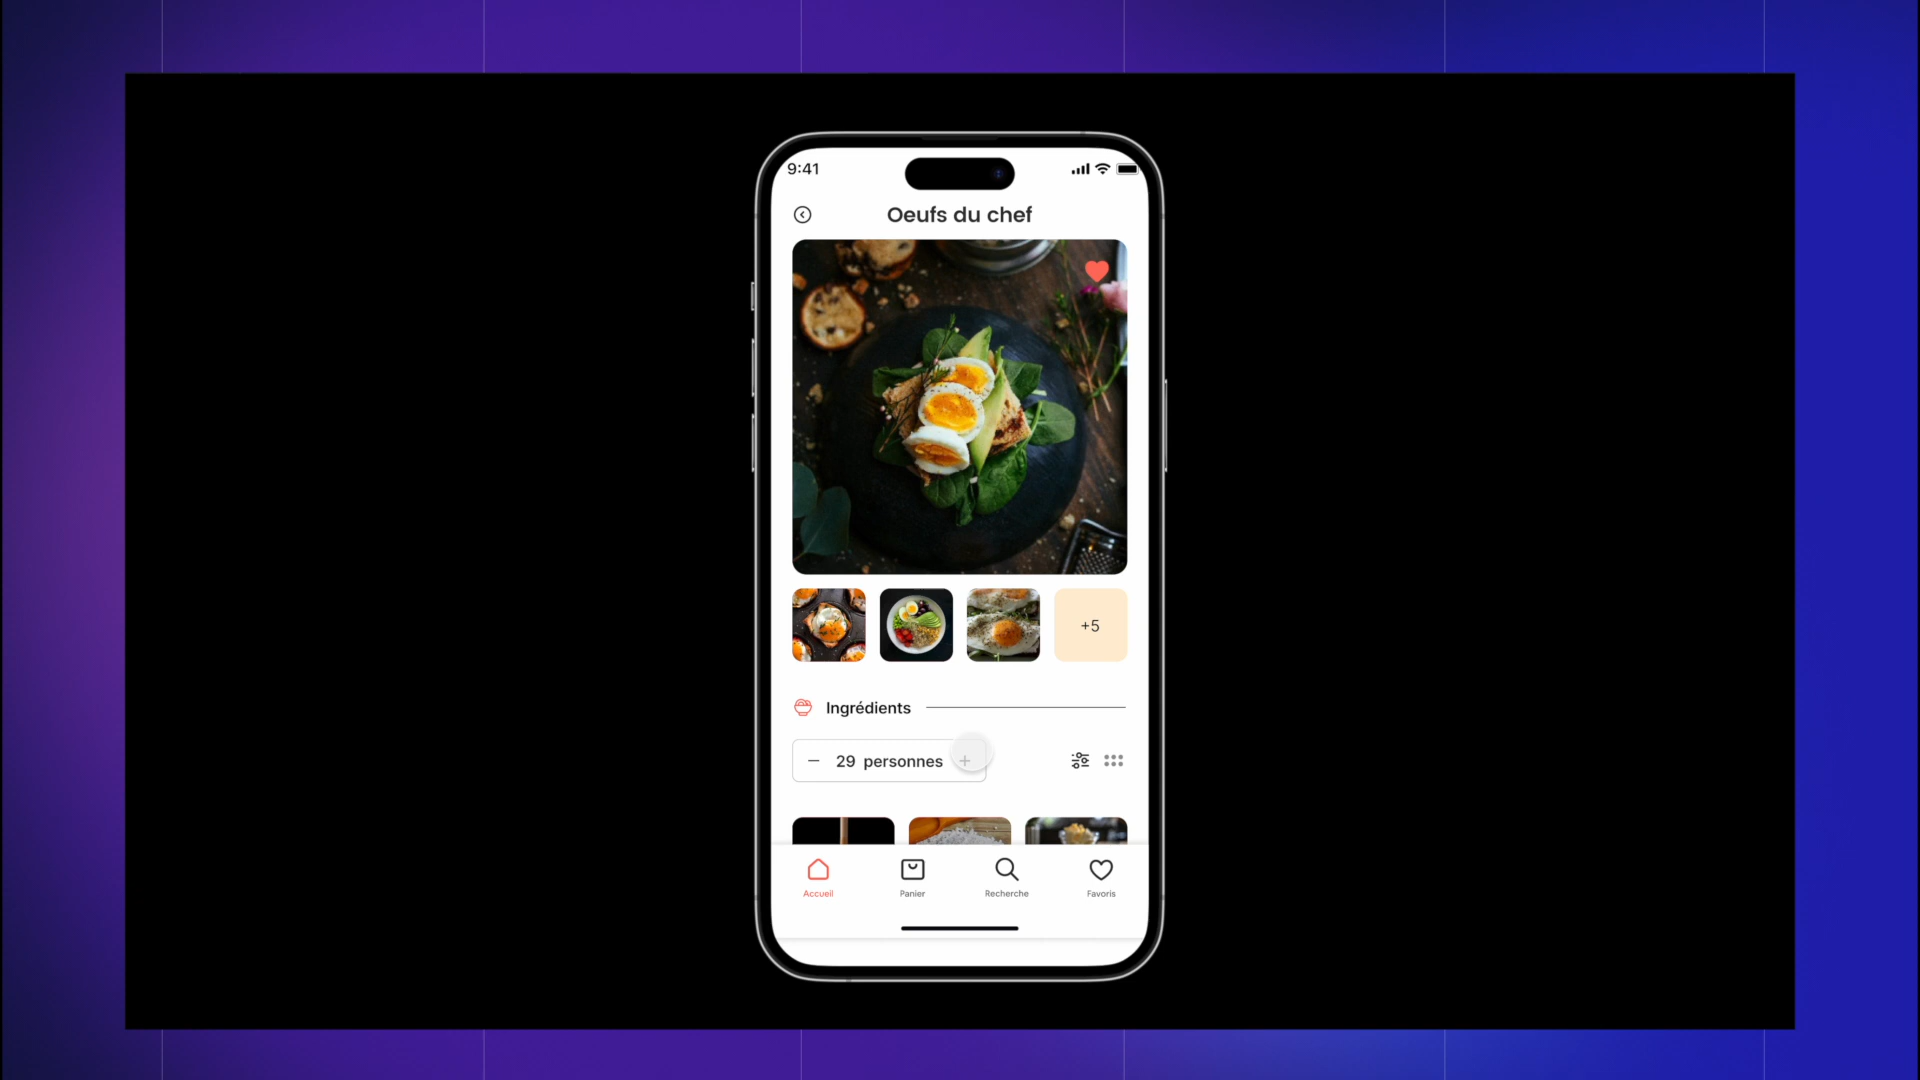 9:41
Oeufs du chef
+5
Ingrédients
− 29 personnes +
Accueil Panier Recherche Favoris